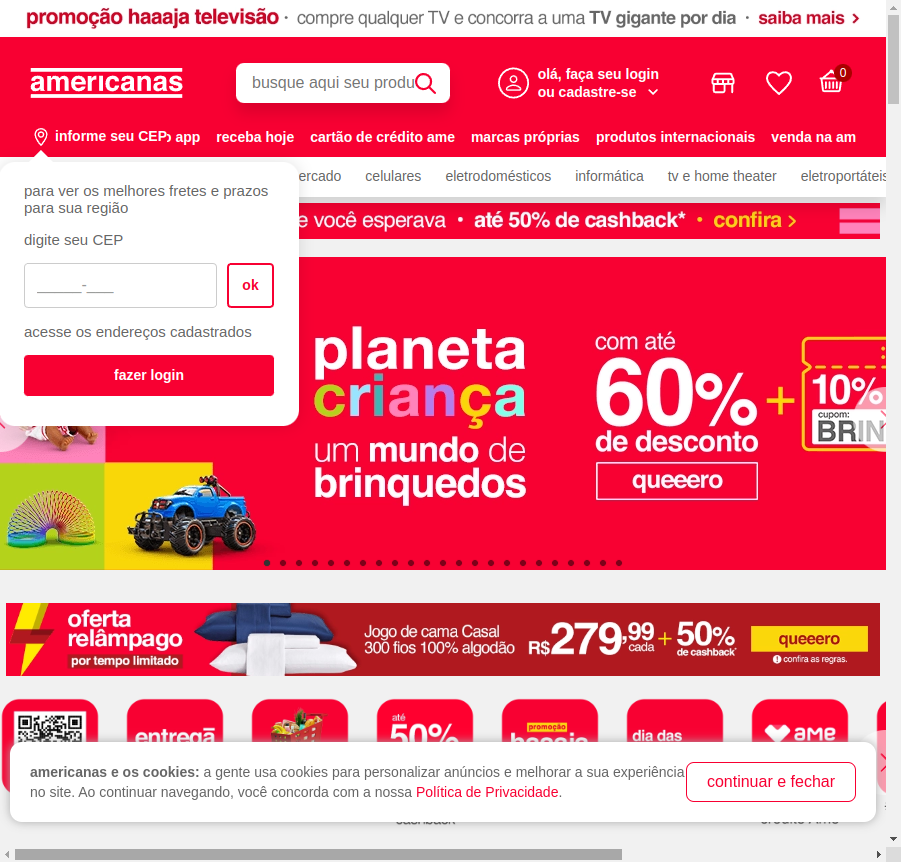 promoção haaaja televisão · compre qualquer TV e concorra a uma TV gigante por dia · saiba mais >
americanas
busque aqui seu produ
olá, faça seu login
ou cadastre-se
0
informe seu CEP
app receba hoje cartão de crédito ame marcas próprias produtos internacionais venda na am
ercado celulares eletrodomésticos informática tv e home theater eletroportáteis
para ver os melhores fretes e prazos
para sua região
digite seu CEP
_____-___ ok
acesse os endereços cadastrados
fazer login
e você esperava • até 50% de cashback* • confira >
planeta
criança
um mundo de
brinquedos
com até
60%
de desconto
queeero
+
10%
cupom:
BRIN
oferta
relâmpago
por tempo limitado
Jogo de cama Casal
300 fios 100% algodão
R$279,99 cada
+ 50% de cashback*
queeero
confira as regras.
entrega
até
50%
promoção
haaaja
dia das
ame
americanas e os cookies: a gente usa cookies para personalizar anúncios e melhorar a sua experiência
no site. Ao continuar navegando, você concorda com a nossa Política de Privacidade.
continuar e fechar
cashback
crédito Ame